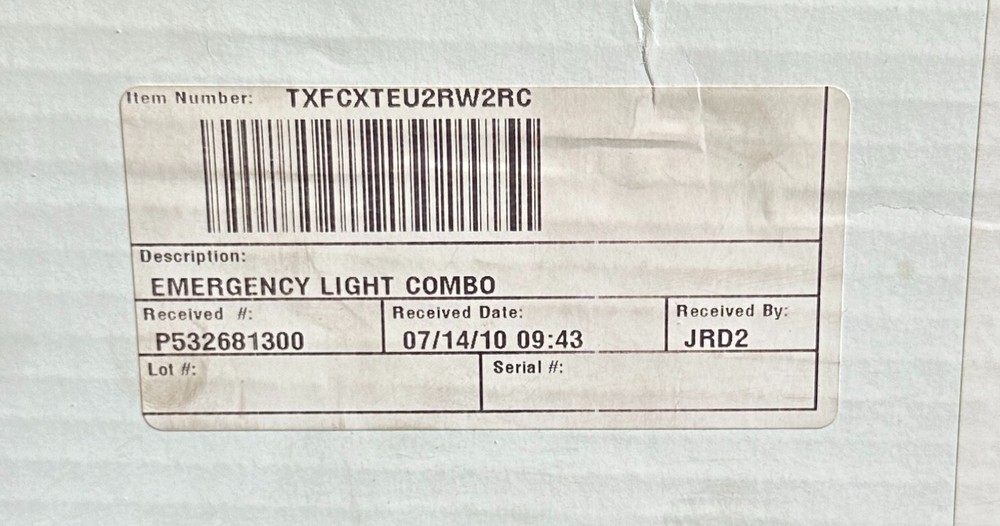 Item Number: TXFCXTEU2RW2RC
Description:
EMERGENCY LIGHT COMBO
Received #: Received Date: Received By:
P532681300 07/14/10 09:43 JRD2
Lot #: Serial #: